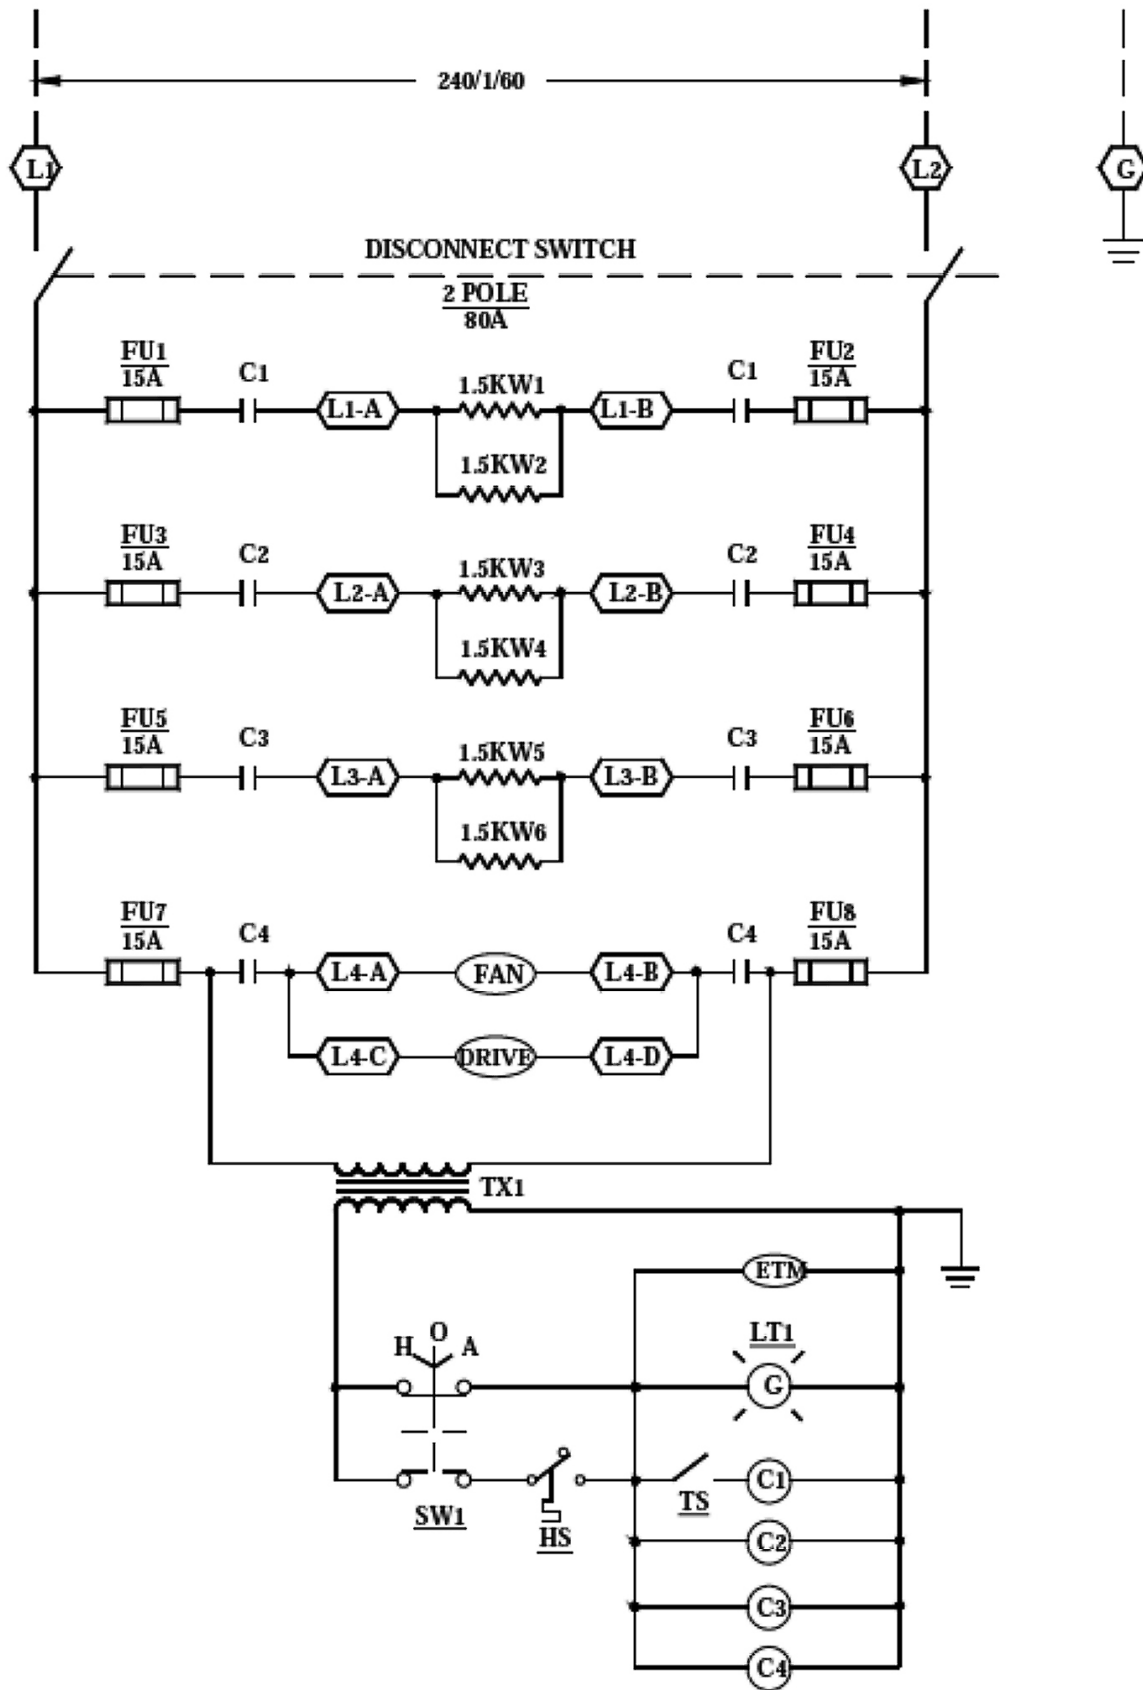 240/1/60
L1
L2
G
DISCONNECT SWITCH
2 POLE
80A
FU1
15A
C1
1.5KW1
C1
FU2
15A
L1-A
L1-B
1.5KW2
FU3
15A
C2
1.5KW3
C2
FU4
15A
L2-A
L2-B
1.5KW4
FU5
15A
C3
1.5KW5
C3
FU6
15A
L3-A
L3-B
1.5KW6
FU7
15A
C4
C4
FU8
15A
L4-A
FAN
L4-B
L4-C
DRIVE
L4-D
TX1
ETM
H
O
A
LT1
G
SW1
HS
TS
C1
C2
C3
C4